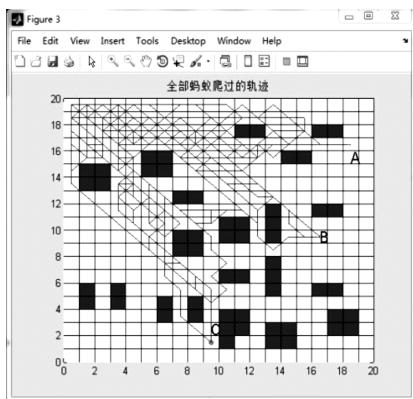 Figure 3
File Edit View Insert Tools Desktop Window Help
全部蚂蚁爬过的轨迹
20
18
16
A
14
12
10
B
8
6
4
C
2
0
0 2 4 6 8 10 12 14 16 18 20